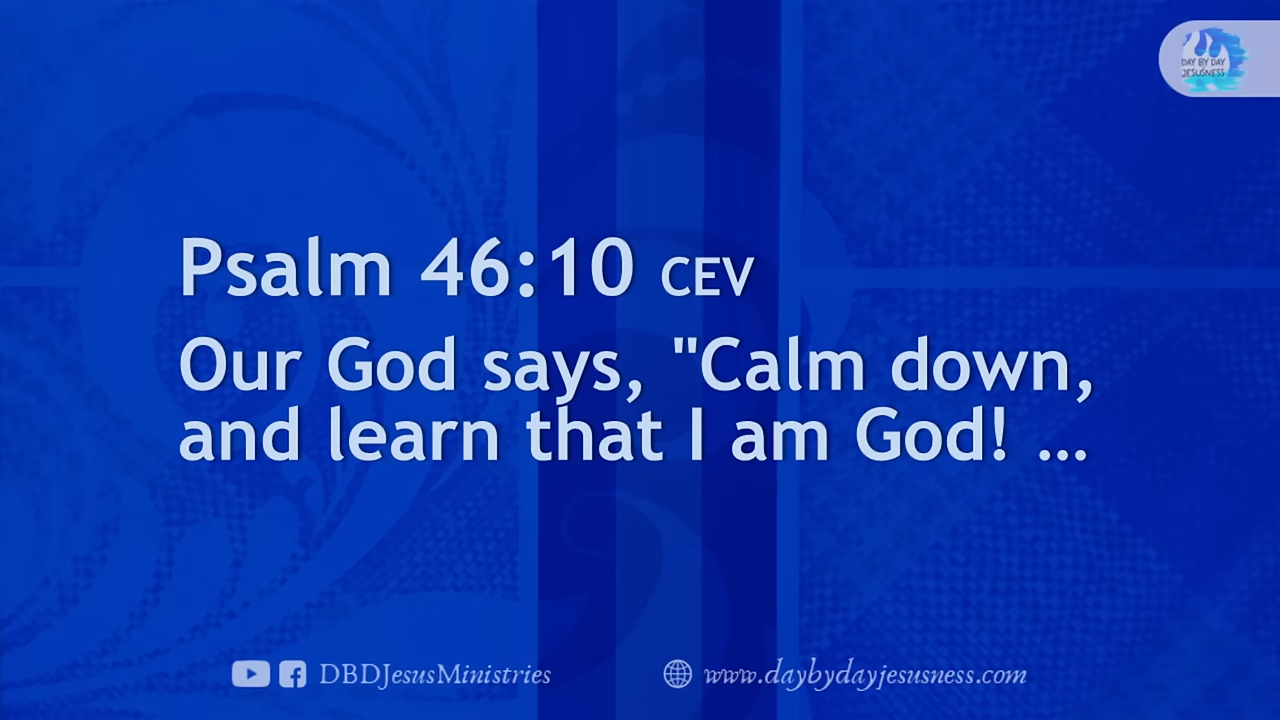 DAY BY DAY
JESUSNESS
Psalm 46:10 CEV
Our God says, "Calm down,
and learn that I am God! ...
DBDJesusMinistries
www.daybydayjesusness.com